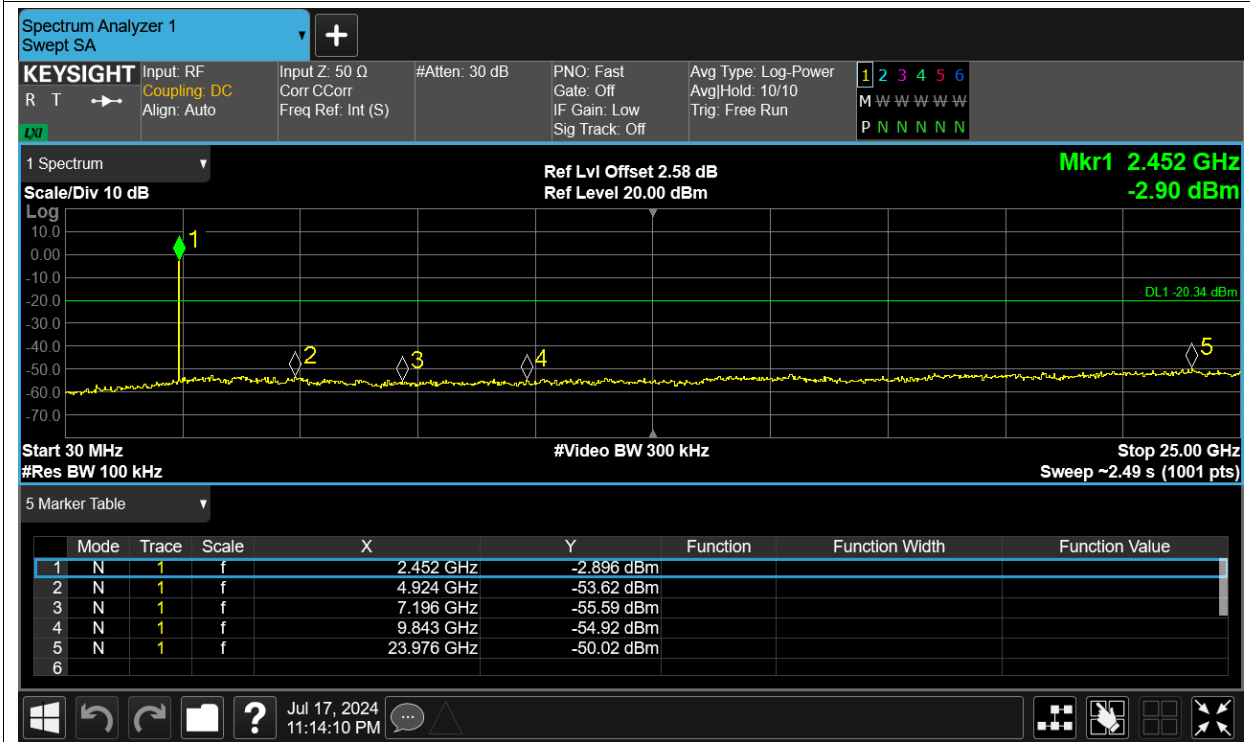 Spectrum Analyzer 1
Swept SA
KEYSIGHT
R T
LXI
Input: RF
Coupling: DC
Align: Auto
Input Z: 50 Ω
Corr CCorr
Freq Ref: Int (S)
#Atten: 30 dB
PNO: Fast
Gate: Off
IF Gain: Low
Sig Track: Off
Avg Type: Log-Power
Avg|Hold: 10/10
Trig: Free Run
1 2 3 4 5 6
M W W W W W
P N N N N N
1 Spectrum
Scale/Div 10 dB
Ref Lvl Offset 2.58 dB
Ref Level 20.00 dBm
Mkr1 2.452 GHz
-2.90 dBm
Log
10.0
0.00
-10.0
-20.0
-30.0
-40.0
-50.0
-60.0
-70.0
1
2
3
4
5
DL1 -20.34 dBm
Start 30 MHz
#Res BW 100 kHz
#Video BW 300 kHz
Stop 25.00 GHz
Sweep ~2.49 s (1001 pts)
5 Marker Table
Mode Trace Scale X Y Function Function Width Function Value
1 N 1 f 2.452 GHz -2.896 dBm
2 N 1 f 4.924 GHz -53.62 dBm
3 N 1 f 7.196 GHz -55.59 dBm
4 N 1 f 9.843 GHz -54.92 dBm
5 N 1 f 23.976 GHz -50.02 dBm
6
?
Jul 17, 2024
11:14:10 PM